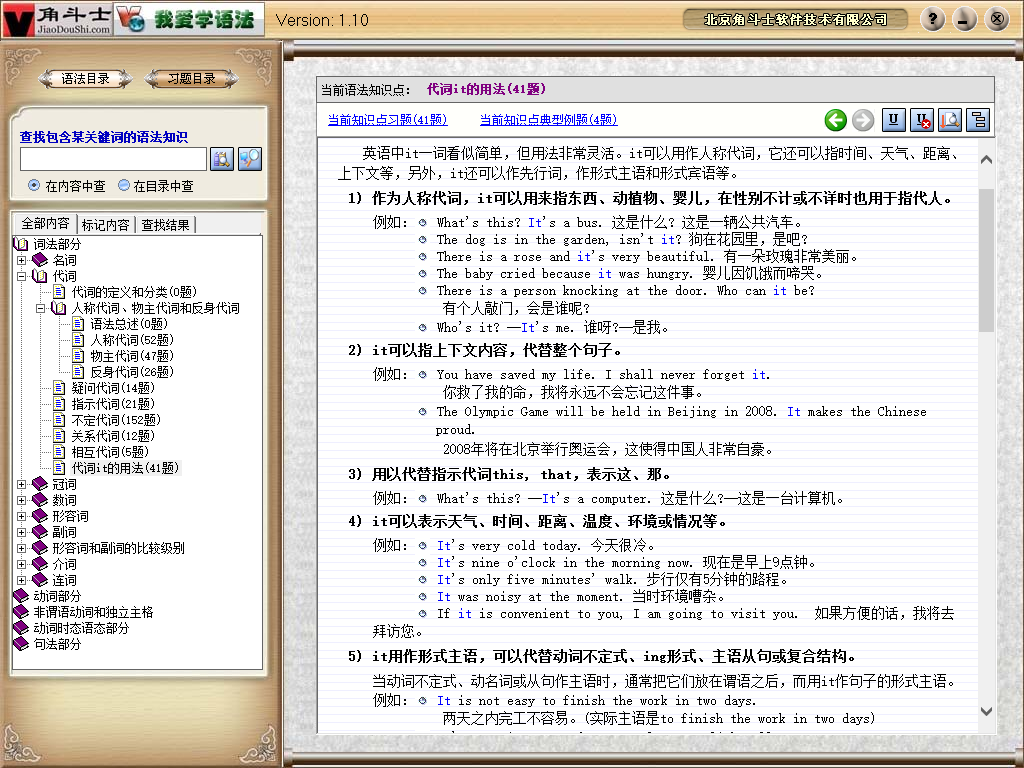 角斗士
JiaoDouShi.com
我爱学语法
Version: 1.10
北京角斗士软件技术有限公司
语法目录
习题目录
查找包含某关键词的语法知识
在内容中查
在目录中查
全部内容
标记内容
查找结果
词法部分
名词
代词
代词的定义和分类(0题)
人称代词、物主代词和反身代词
语法总述(0题)
人称代词(52题)
物主代词(47题)
反身代词(26题)
疑问代词(14题)
指示代词(21题)
不定代词(152题)
关系代词(12题)
相互代词(5题)
代词it的用法(41题)
冠词
数词
形容词
副词
形容词和副词的比较级别
介词
连词
动词部分
非谓语动词和独立主格
动词时态语态部分
句法部分
当前语法知识点: 代词it的用法(41题)
当前知识点习题(41题)
当前知识点典型例题(4题)
英语中it一词看似简单，但用法非常灵活。it可以用作人称代词，它还可以指时间、天气、距离、
上下文等，另外，it还可以作先行词，作形式主语和形式宾语等。
1) 作为人称代词，it可以用来指东西、动植物、婴儿，在性别不计或不详时也用于指代人。
例如: What's this? It's a bus. 这是什么? 这是一辆公共汽车。
The dog is in the garden, isn't it? 狗在花园里，是吧?
There is a rose and it's very beautiful. 有一朵玫瑰非常美丽。
The baby cried because it was hungry. 婴儿因饥饿而啼哭。
There is a person knocking at the door. Who can it be?
有个人敲门，会是谁呢?
Who's it? —It's me. 谁呀?—是我。
2) it可以指上下文内容，代替整个句子。
例如: You have saved my life. I shall never forget it.
你救了我的命，我将永远不会忘记这件事。
The Olympic Game will be held in Beijing in 2008. It makes the Chinese
proud.
2008年将在北京举行奥运会，这使得中国人非常自豪。
3) 用以代替指示代词this, that，表示这、那。
例如: What's this? —It's a computer. 这是什么?—这是一台计算机。
4) it可以表示天气、时间、距离、温度、环境或情况等。
例如: It's very cold today. 今天很冷。
It's nine o'clock in the morning now. 现在是早上9点钟。
It's only five minutes' walk. 步行仅有5分钟的路程。
It was noisy at the moment. 当时环境嘈杂。
If it is convenient to you, I am going to visit you. 如果方便的话，我将去
拜访您。
5) it用作形式主语，可以代替动词不定式、ing形式、主语从句或复合结构。
当动词不定式、动名词或从句作主语时，通常把它们放在谓语之后，而用it作句子的形式主语。
例如: It is not easy to finish the work in two days.
两天之内完工不容易。(实际主语是to finish the work in two days)